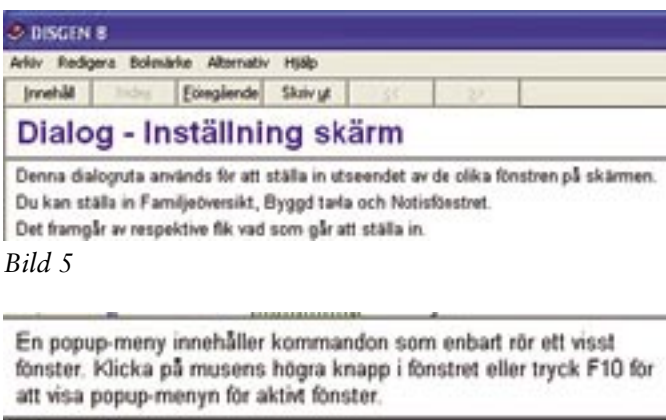 DISGEN 8
Arkiv Redigera Bokmärke Alternativ Hjälp
Innehåll Index Föregående Skriv ut << >>
Dialog - Inställning skärm
Denna dialogruta används för att ställa in utseendet av de olika fönstren på skärmen.
Du kan ställa in Familjeöversikt, Byggd tavla och Notisfönstret.
Det framgår av respektive flik vad som går att ställa in.
Bild 5
En popup-meny innehåller kommandon som enbart rör ett visst
fönster. Klicka på musens högra knapp i fönstret eller tryck F10 för
att visa popup-menyn för aktivt fönster.